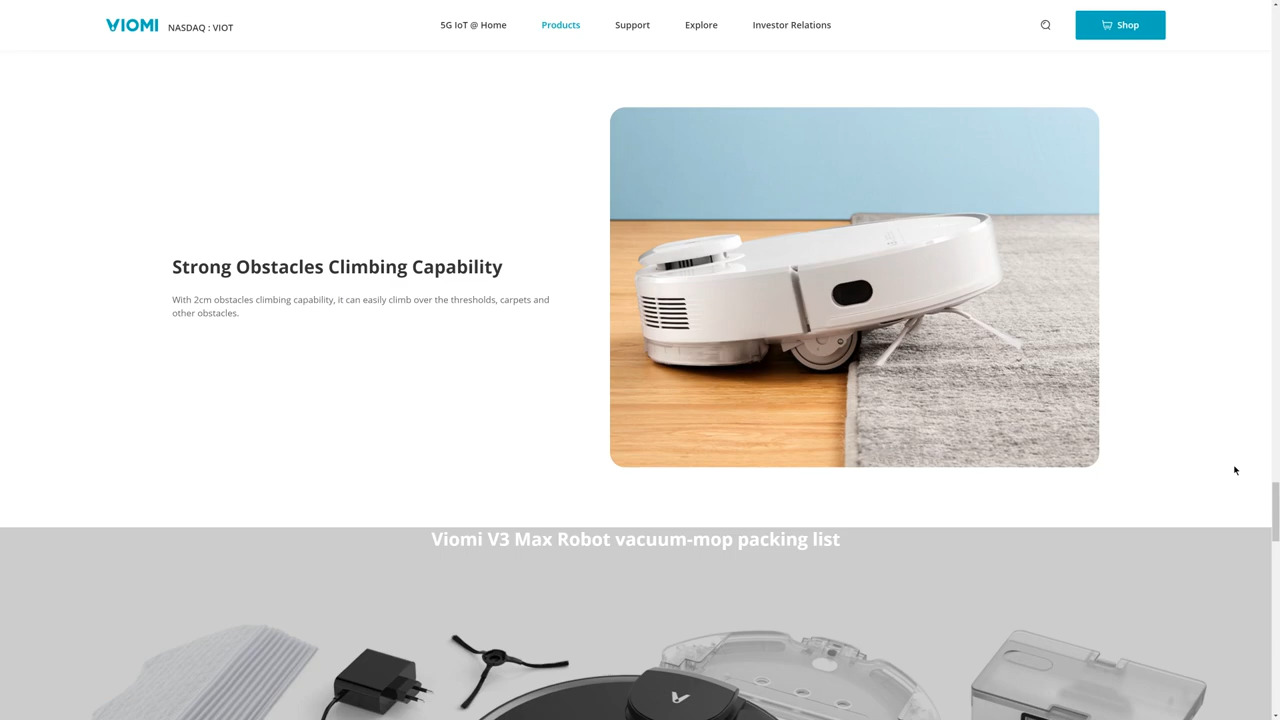 VIOMI NASDAQ : VIOT
5G IoT @ Home
Products
Support
Explore
Investor Relations
Shop
Strong Obstacles Climbing Capability
With 2cm obstacles climbing capability, it can easily climb over the thresholds, carpets and
other obstacles.
Viomi V3 Max Robot vacuum-mop packing list